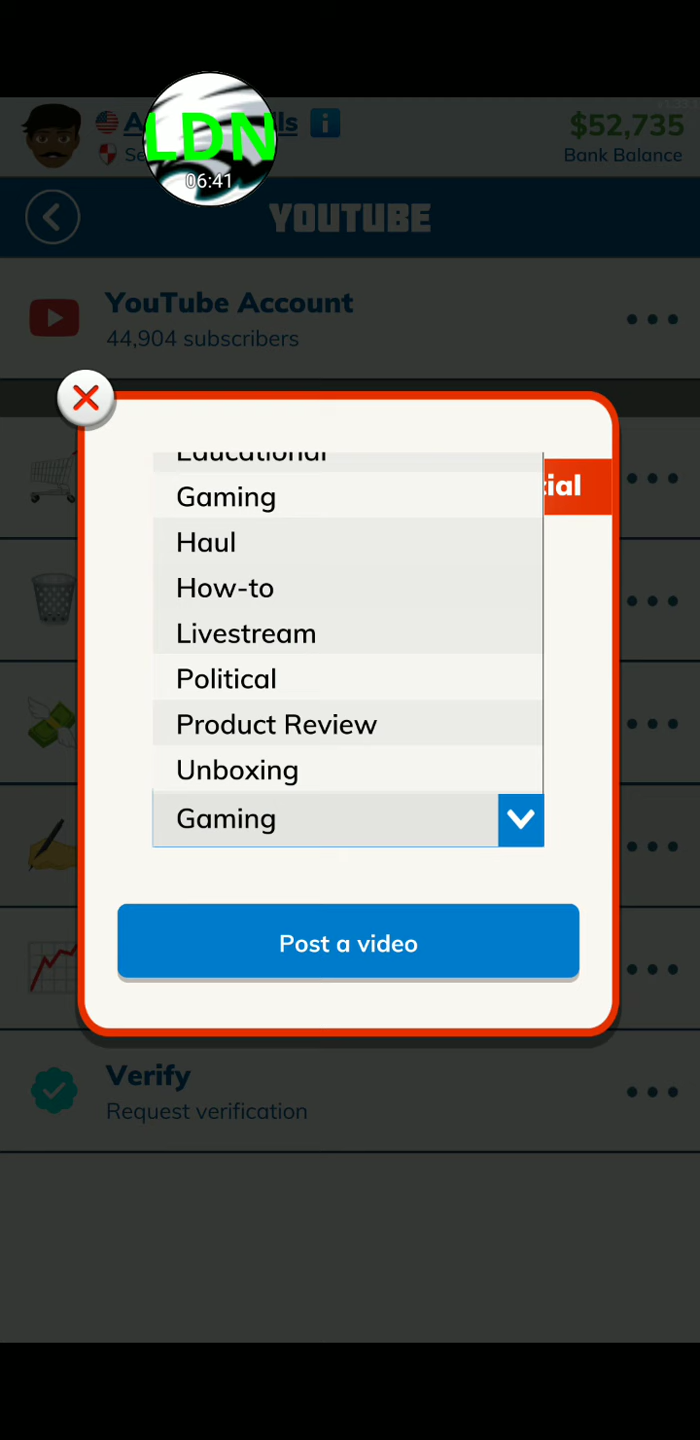 LDN
06:41
$52,735
Bank Balance
YOUTUBE
YouTube Account
44,904 subscribers
Educational
Gaming
Haul
How-to
Livestream
Political
Product Review
Unboxing
Gaming
Post a video
Verify
Request verification